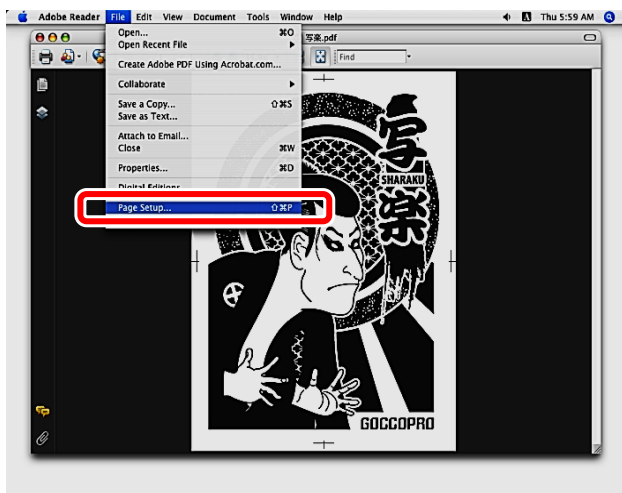 Adobe Reader File Edit View Document Tools Window Help Thu 5:59 AM
写楽.pdf
Find
Open... ⌘O
Open Recent File ▶
Create Adobe PDF Using Acrobat.com...
Collaborate ▶
Save a Copy... ⇧⌘S
Save as Text...
Attach to Email...
Close ⌘W
Properties... ⌘D
Digital Editions
Page Setup... ⇧⌘P
写
SHARAKU
楽
GOCCOPRO